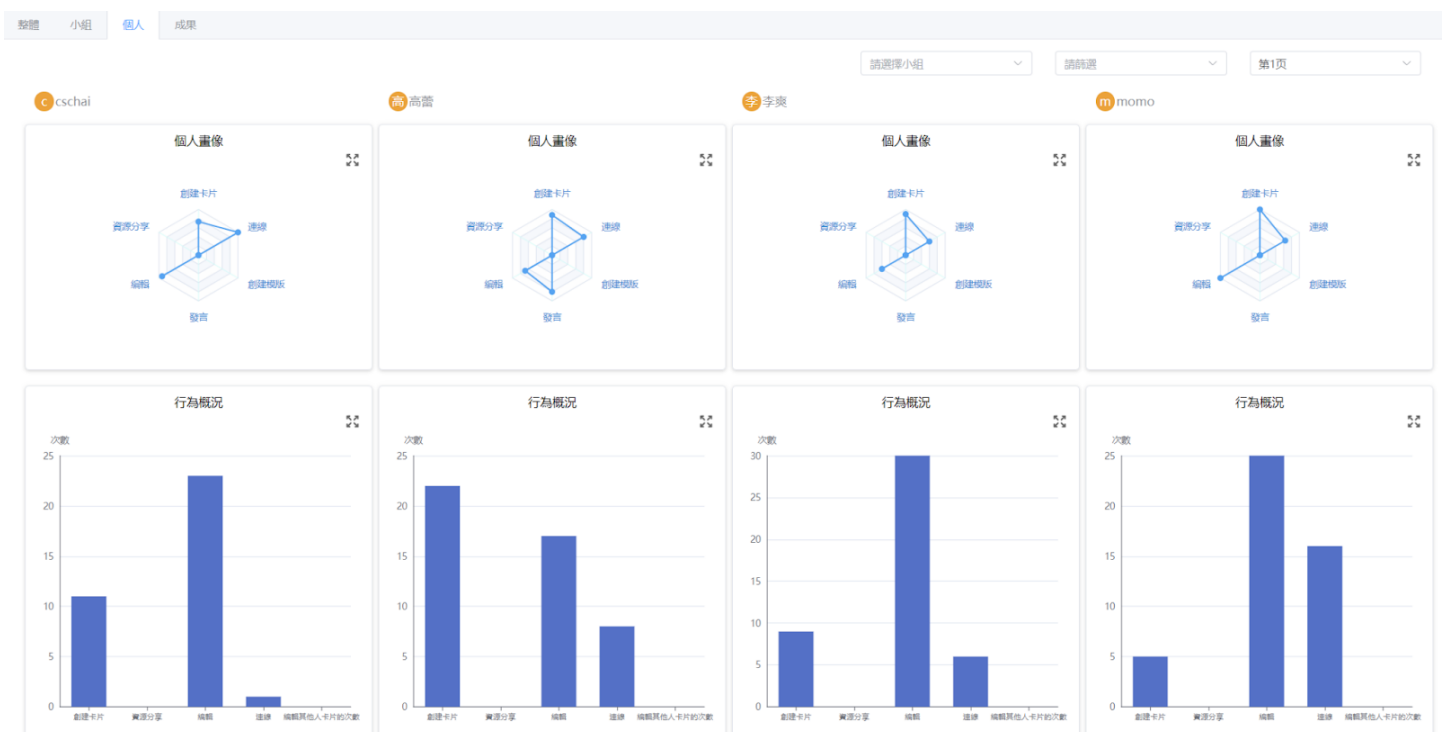 整體 小组 個人 成果
請選擇小組 請篩選 第1页
c cschai 高 高蕾 李 李爽 m momo
個人畫像 個人畫像 個人畫像 個人畫像
創建卡片 創建卡片 創建卡片 創建卡片
資源分享 連線 資源分享 連線 資源分享 連線 資源分享 連線
编輯 創建模版 编輯 創建模版 编輯 創建模版 编輯 創建模版
發言 發言 發言 發言
行為概況 行為概況 行為概況 行為概況
次數 次數 次數 次數
25 25 30 25
25
20 20 20
20
15 15 15
15
10 10 10 10
5 5 5 5
0 0 0 0
創建卡片 資源分享 编輯 連線 编輯其他人卡片的次數 創建卡片 資源分享 编輯 連線 编輯其他人卡片的次數 創建卡片 資源分享 编輯 連線 编輯其他人卡片的次數 創建卡片 資源分享 编輯 連線 编輯其他人卡片的次數